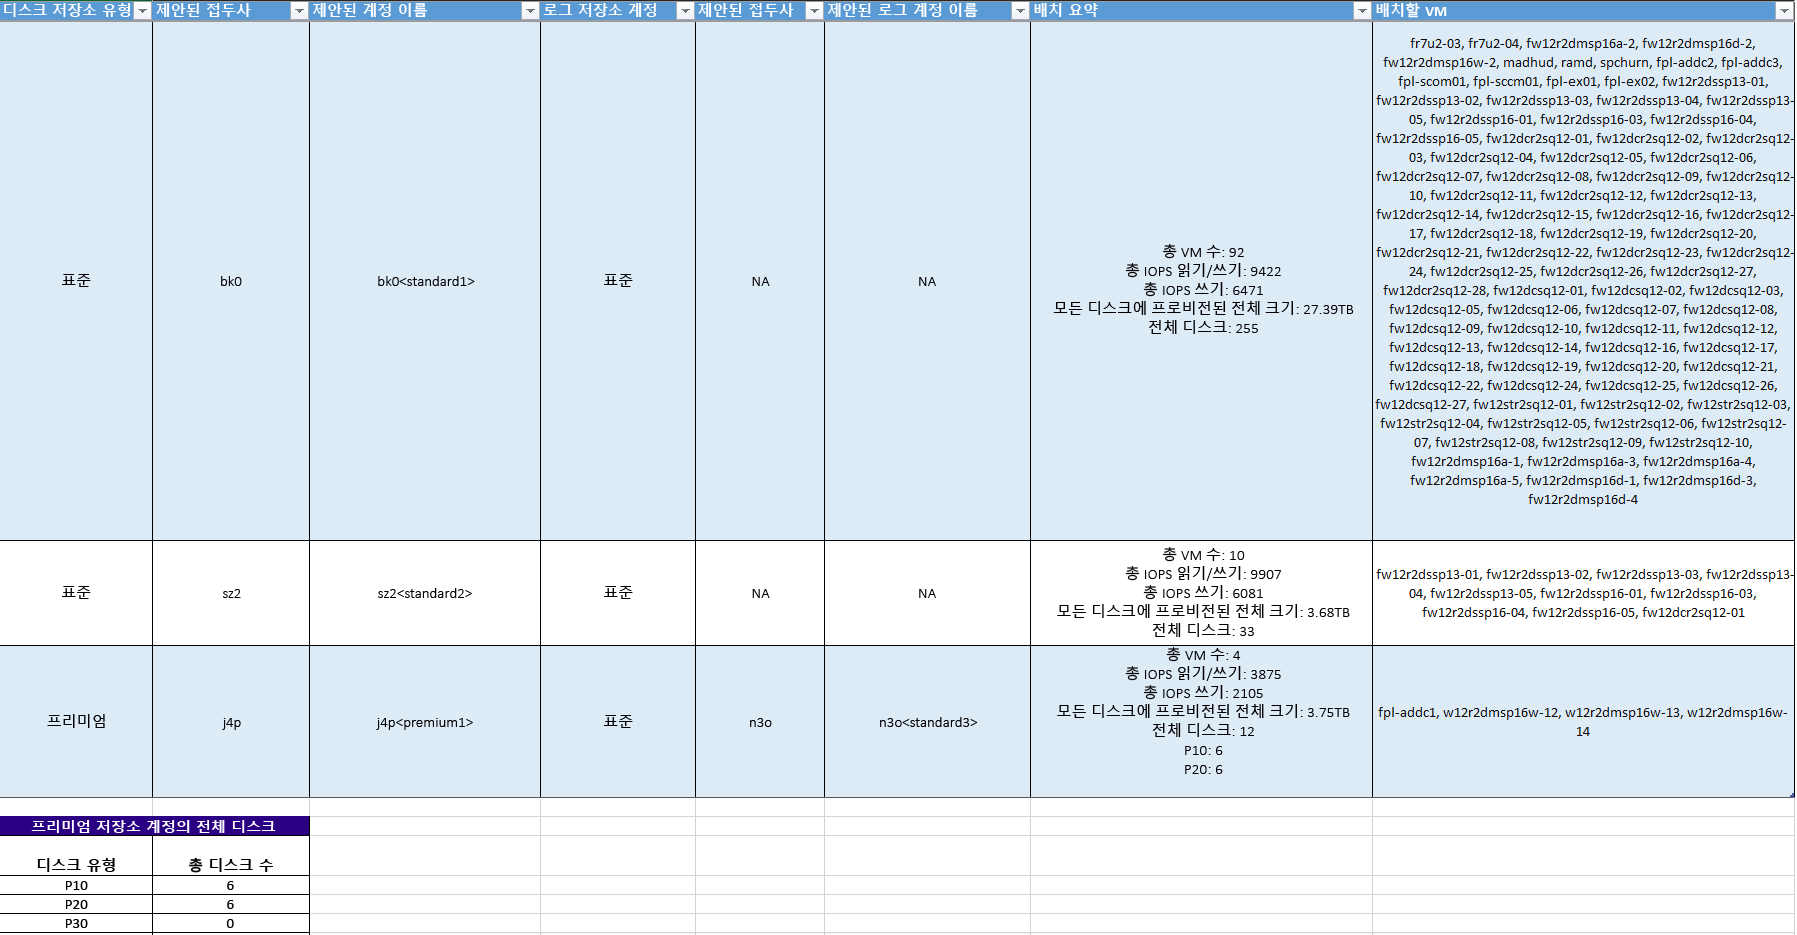 디스크 저장소 유형 제안된 접두사 제안된 계정 이름 로그 저장소 계정 제안된 접두사 제안된 로그 계정 이름 배치 요약 배치할 VM
표준
bk0
bk0<standard1>
표준
NA
NA
총 VM 수: 92
총 IOPS 읽기/쓰기: 9422
총 IOPS 쓰기: 6471
모든 디스크에 프로비전된 전체 크기: 27.39TB
전체 디스크: 255
fr7u2-03, fr7u2-04, fw12r2dmsp16a-2, fw12r2dmsp16d-2,
fw12r2dmsp16w-2, madhud, ramd, spchurn, fpl-addc2, fpl-addc3,
fpl-scom01, fpl-sccm01, fpl-ex01, fpl-ex02, fw12r2dssp13-01,
fw12r2dssp13-02, fw12r2dssp13-03, fw12r2dssp13-04, fw12r2dssp13-
05, fw12r2dssp16-01, fw12r2dssp16-03, fw12r2dssp16-04,
fw12r2dssp16-05, fw12dcr2sq12-01, fw12dcr2sq12-02, fw12dcr2sq12-
03, fw12dcr2sq12-04, fw12dcr2sq12-05, fw12dcr2sq12-06,
fw12dcr2sq12-07, fw12dcr2sq12-08, fw12dcr2sq12-09, fw12dcr2sq12-
10, fw12dcr2sq12-11, fw12dcr2sq12-12, fw12dcr2sq12-13,
fw12dcr2sq12-14, fw12dcr2sq12-15, fw12dcr2sq12-16, fw12dcr2sq12-
17, fw12dcr2sq12-18, fw12dcr2sq12-19, fw12dcr2sq12-20,
fw12dcr2sq12-21, fw12dcr2sq12-22, fw12dcr2sq12-23, fw12dcr2sq12-
24, fw12dcr2sq12-25, fw12dcr2sq12-26, fw12dcr2sq12-27,
fw12dcr2sq12-28, fw12dcsq12-01, fw12dcsq12-02, fw12dcsq12-03,
fw12dcsq12-05, fw12dcsq12-06, fw12dcsq12-07, fw12dcsq12-08,
fw12dcsq12-09, fw12dcsq12-10, fw12dcsq12-11, fw12dcsq12-12,
fw12dcsq12-13, fw12dcsq12-14, fw12dcsq12-16, fw12dcsq12-17,
fw12dcsq12-18, fw12dcsq12-19, fw12dcsq12-20, fw12dcsq12-21,
fw12dcsq12-22, fw12dcsq12-24, fw12dcsq12-25, fw12dcsq12-26,
fw12dcsq12-27, fw12str2sq12-01, fw12str2sq12-02, fw12str2sq12-03,
fw12str2sq12-04, fw12str2sq12-05, fw12str2sq12-06, fw12str2sq12-
07, fw12str2sq12-08, fw12str2sq12-09, fw12str2sq12-10,
fw12r2dmsp16a-1, fw12r2dmsp16a-3, fw12r2dmsp16a-4,
fw12r2dmsp16a-5, fw12r2dmsp16d-1, fw12r2dmsp16d-3,
fw12r2dmsp16d-4
표준
sz2
sz2<standard2>
표준
NA
NA
총 VM 수: 10
총 IOPS 읽기/쓰기: 9907
총 IOPS 쓰기: 6081
모든 디스크에 프로비전된 전체 크기: 3.68TB
전체 디스크: 33
fw12r2dssp13-01, fw12r2dssp13-02, fw12r2dssp13-03, fw12r2dssp13-
04, fw12r2dssp13-05, fw12r2dssp16-01, fw12r2dssp16-03,
fw12r2dssp16-04, fw12r2dssp16-05, fw12dcr2sq12-01
프리미엄
j4p
j4p<premium1>
표준
n3o
n3o<standard3>
총 VM 수: 4
총 IOPS 읽기/쓰기: 3875
총 IOPS 쓰기: 2105
모든 디스크에 프로비전된 전체 크기: 3.75TB
전체 디스크: 12
P10: 6
P20: 6
fpl-addc1, w12r2dmsp16w-12, w12r2dmsp16w-13, w12r2dmsp16w-
14
프리미엄 저장소 계정의 전체 디스크
디스크 유형 총 디스크 수
P10 6
P20 6
P30 0